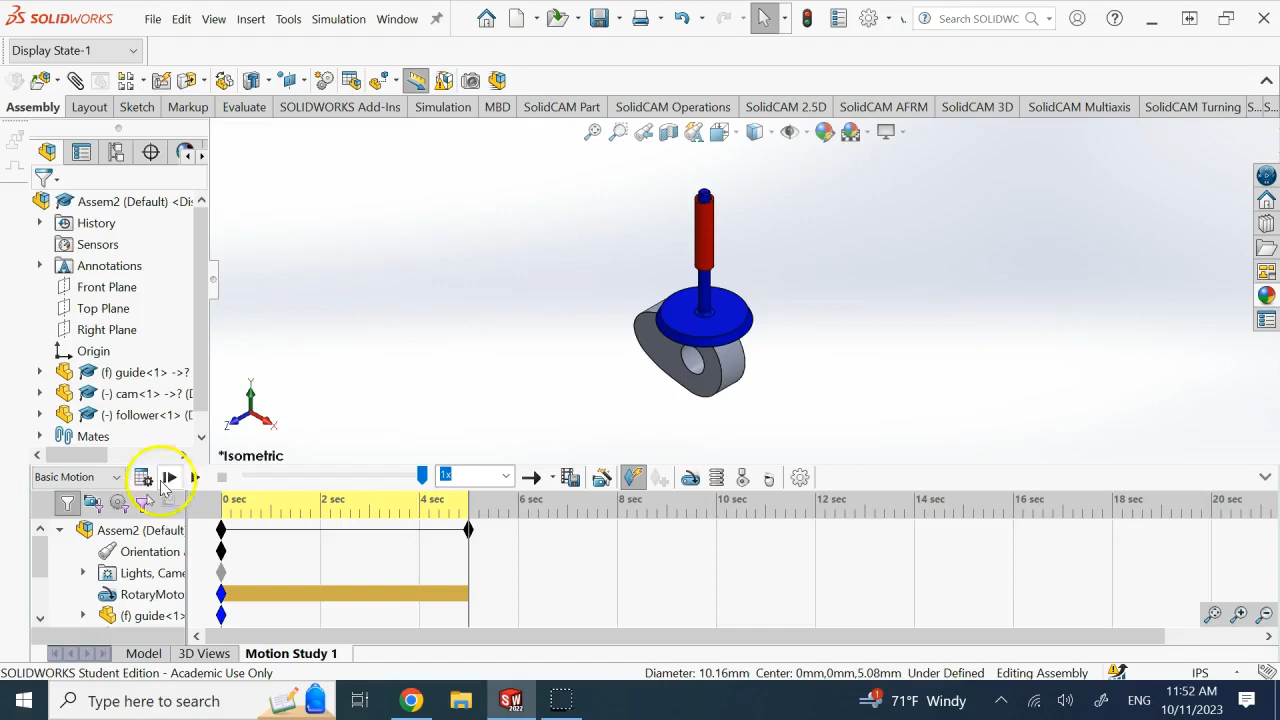 SOLIDWORKS
File Edit View Insert Tools Simulation Window
Search SOLIDWC
Display State-1
Assembly Layout Sketch Markup Evaluate SOLIDWORKS Add-Ins Simulation MBD SolidCAM Part SolidCAM Operations SolidCAM 2.5D SolidCAM AFRM SolidCAM 3D SolidCAM Multiaxis SolidCAM Turning S... S...
Assem2 (Default) <Dis
History
Sensors
Annotations
Front Plane
Top Plane
Right Plane
Origin
(f) guide<1> ->?
(-) cam<1> ->? (D
(-) follower<1> (D
Mates
Y
Z X
*Isometric
Basic Motion
1x
0 sec 2 sec 4 sec 6 sec 8 sec 10 sec 12 sec 14 sec 16 sec 18 sec 20 sec
Assem2 (Default
Orientation
Lights, Came
RotaryMoto
(f) guide<1>
Model 3D Views Motion Study 1
SOLIDWORKS Student Edition - Academic Use Only
Diameter: 10.16mm Center: 0mm,0mm,5.08mm Under Defined Editing Assembly IPS
Type here to search
SW 2022
1
71°F Windy
ENG
11:52 AM
10/11/2023